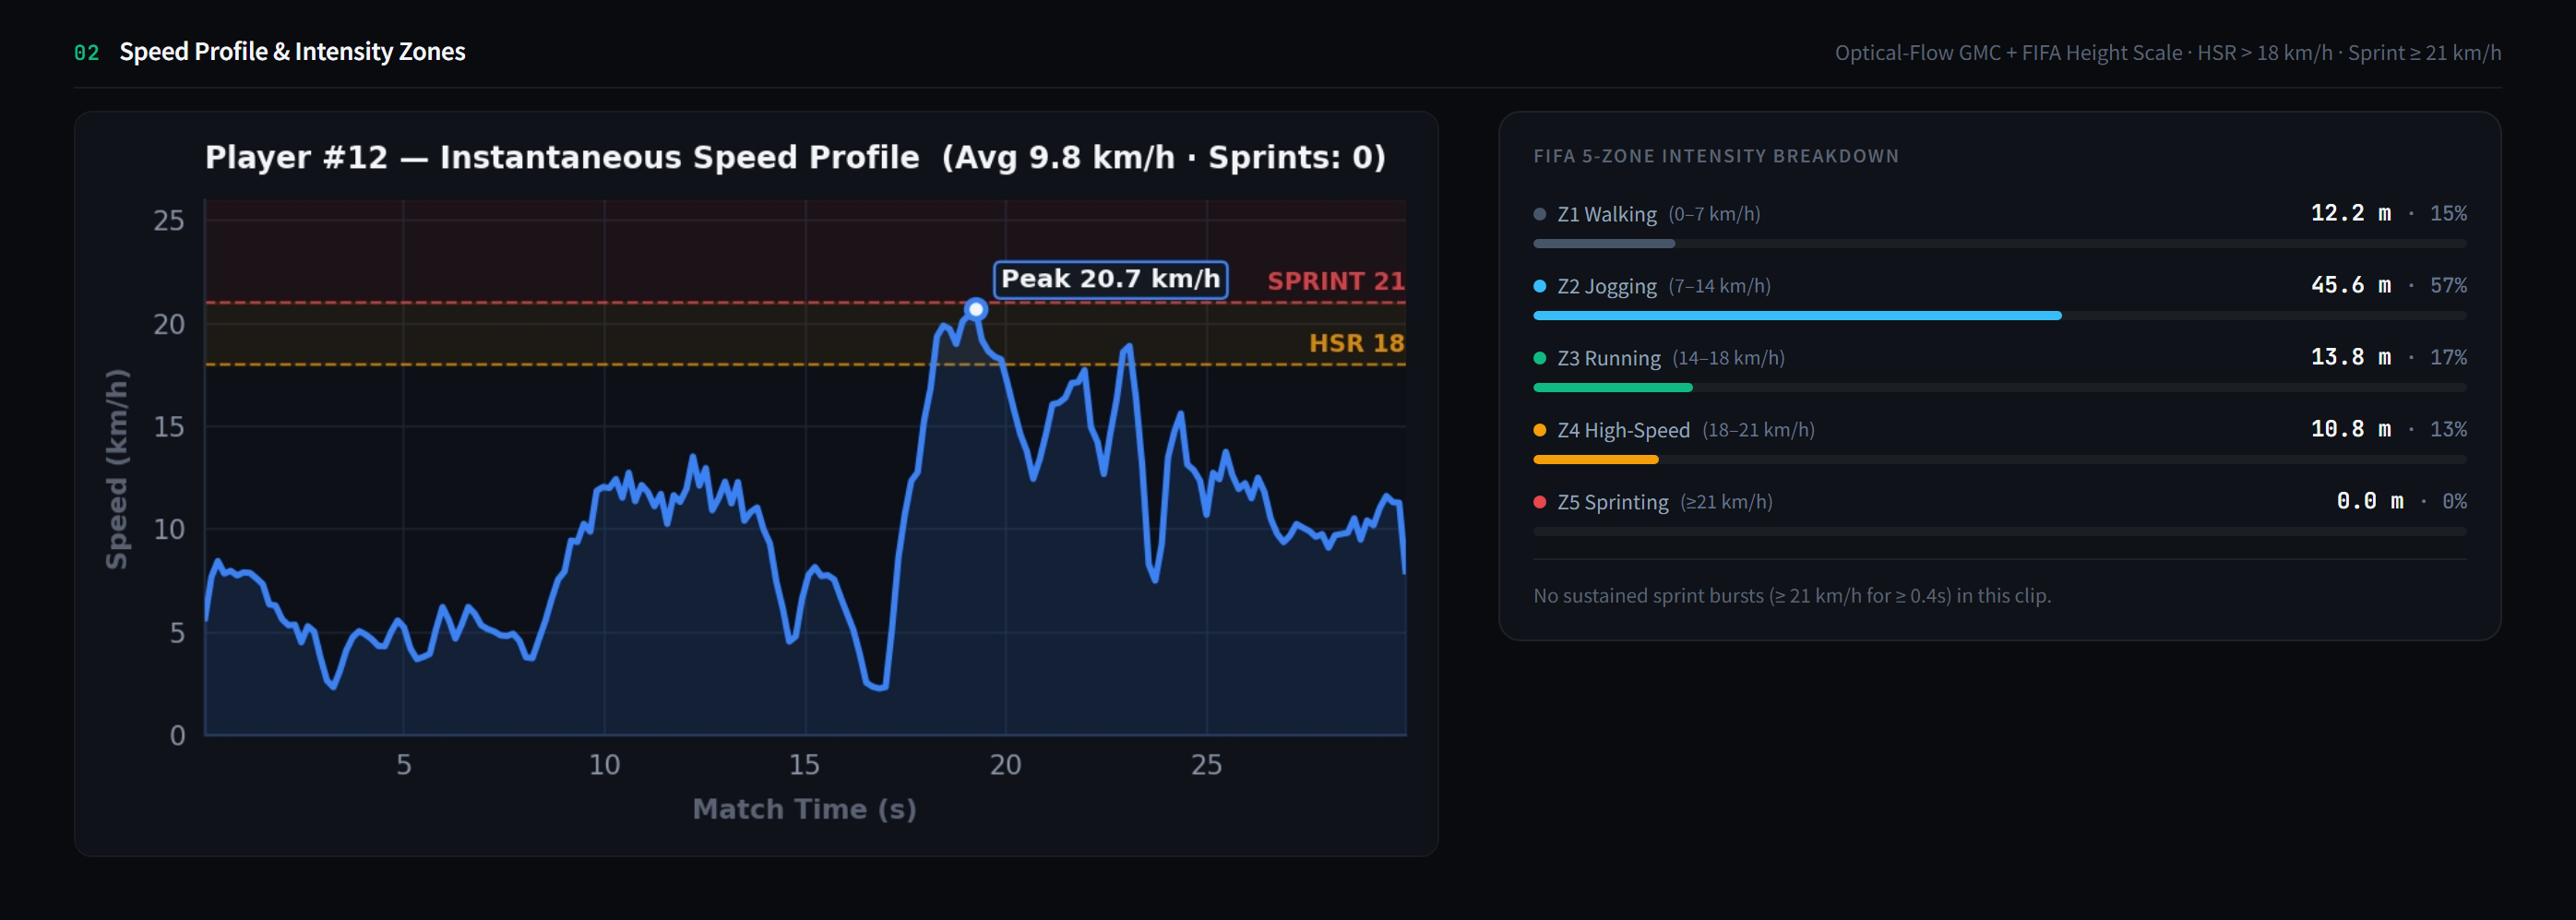 02 Speed Profile & Intensity Zones
Optical-Flow GMC + FIFA Height Scale · HSR > 18 km/h · Sprint ≥ 21 km/h
Player #12 — Instantaneous Speed Profile (Avg 9.8 km/h · Sprints: 0)
25
20
15
10
5
0
Speed (km/h)
Peak 20.7 km/h
SPRINT 21
HSR 18
5 10 15 20 25
Match Time (s)
FIFA 5-ZONE INTENSITY BREAKDOWN
Z1 Walking (0–7 km/h) 12.2 m · 15%
Z2 Jogging (7–14 km/h) 45.6 m · 57%
Z3 Running (14–18 km/h) 13.8 m · 17%
Z4 High-Speed (18–21 km/h) 10.8 m · 13%
Z5 Sprinting (≥21 km/h) 0.0 m · 0%
No sustained sprint bursts (≥ 21 km/h for ≥ 0.4s) in this clip.